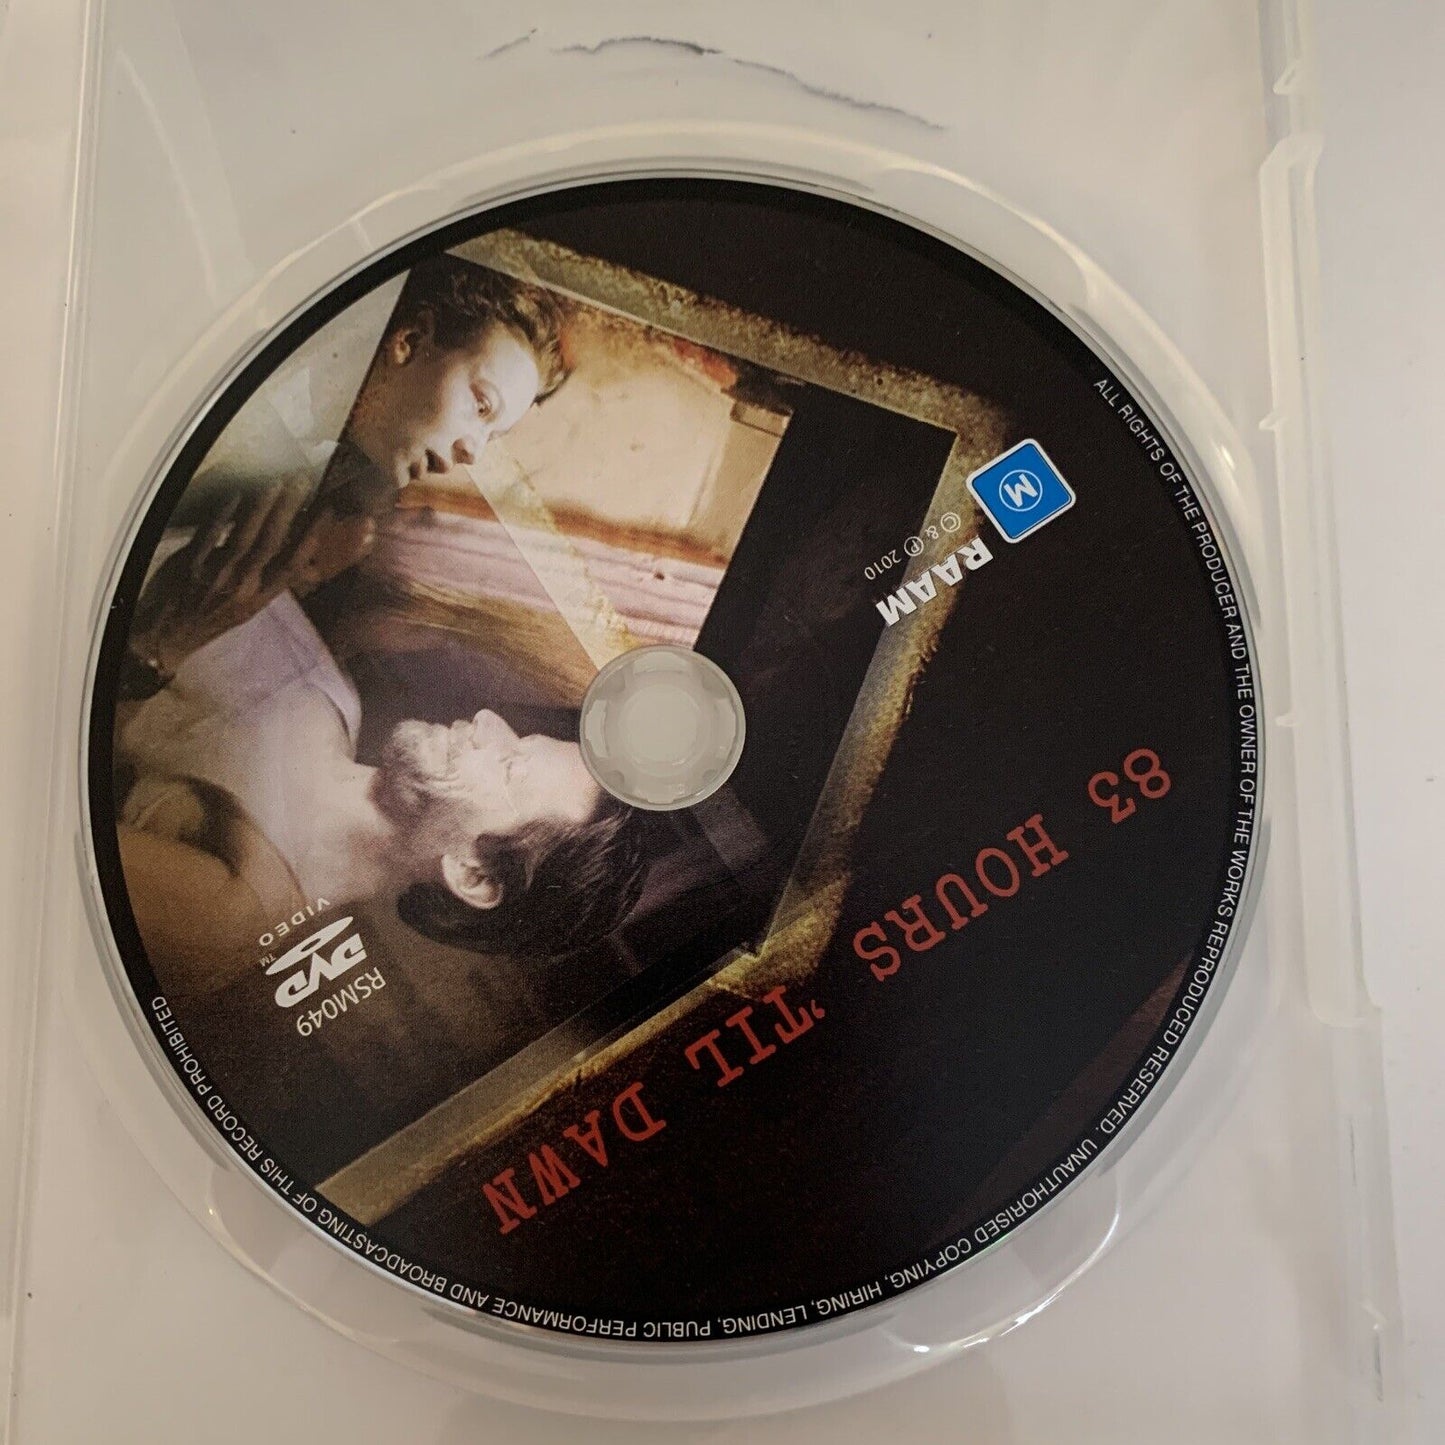 83 HOURS 'TIL DAWN
M
RAAM
© & ℗ 2010
DVD
VIDEO
TM
RSM049
ALL RIGHTS OF THE PRODUCER AND THE OWNER OF THE WORKS REPRODUCED RESERVED. UNAUTHORISED COPYING, HIRING, LENDING, PUBLIC PERFORMANCE AND BROADCASTING OF THIS RECORD PROHIBITED